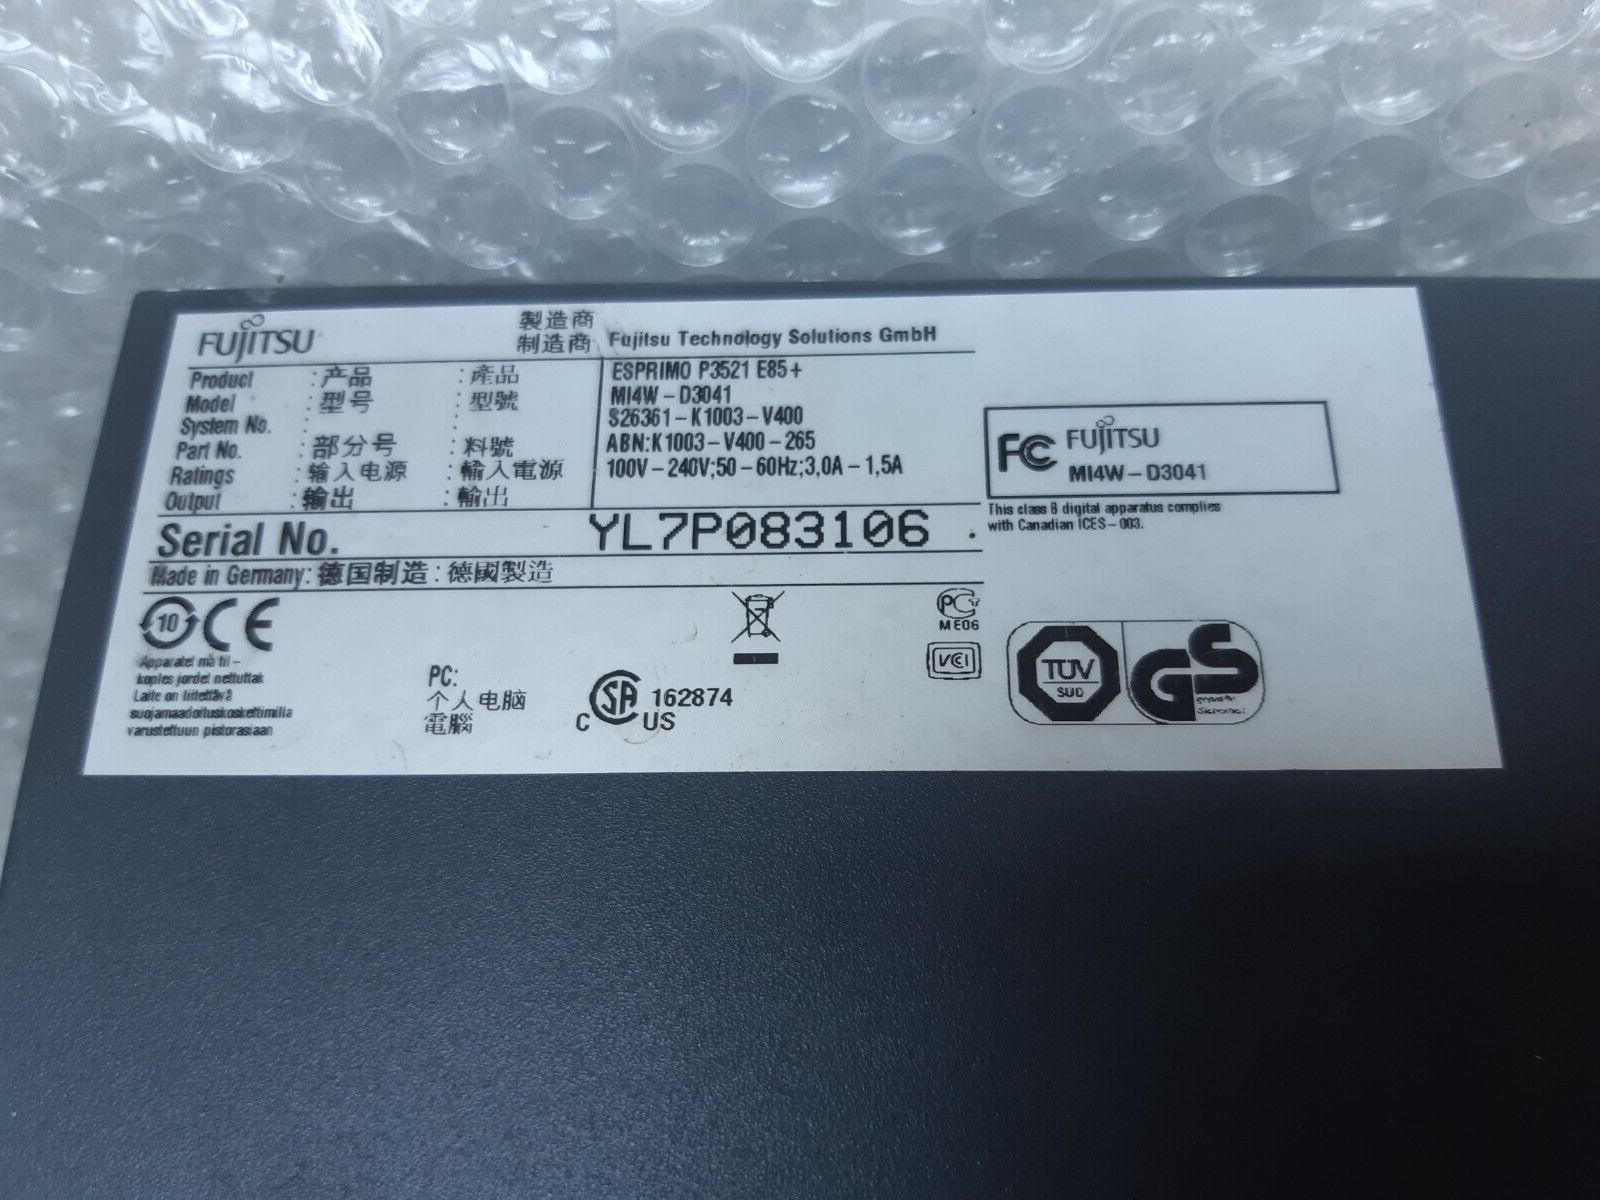 FUJITSU
製造商
制造商 Fujitsu Technology Solutions GmbH
Product : 产品 : 產品 ESPRIMO P3521 E85+
Model : 型号 : 型號 MI4W-D3041
System No. : S26361-K1003-V400
Part No. : 部分号 : 料號 ABN:K1003-V400-265
Ratings : 输入电源 : 輸入電源 100V-240V;50-60Hz;3,0A-1,5A
Output : 输出 : 輸出
FC FUJITSU
MI4W-D3041
This class B digital apparatus complies
with Canadian ICES-003.
Serial No. YL7P083106
Made in Germany: 德国制造 : 德國製造
10 CE
Apparatet må til-
koples jordet nettuttak
Laite on liitettävä
suojamaadoituskoskettimilla
varustettuun pistorasiaan
PC:
个人电脑
電腦
C SA 162874
C US
PCT
ME06
VCI
TÜV
SÜD
GS
geprüfte
Sicherheit